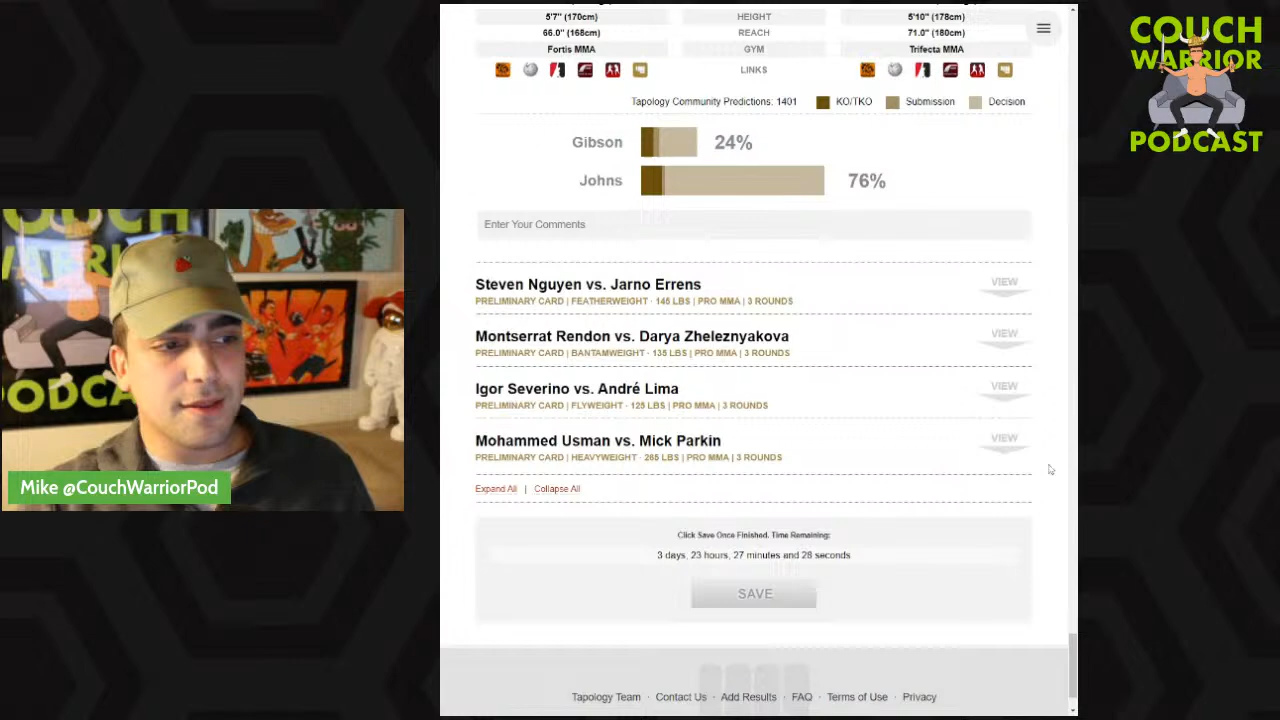 5'7" (170cm) HEIGHT 5'10" (178cm)
66.0" (168cm) REACH 71.0" (180cm)
Fortis MMA GYM Trifecta MMA
LINKS
Tapology Community Predictions: 1401 KO/TKO Submission Decision
Gibson 24%
Johns 76%
Enter Your Comments
Steven Nguyen vs. Jarno Errens VIEW
PRELIMINARY CARD | FEATHERWEIGHT · 145 LBS | PRO MMA | 3 ROUNDS
Montserrat Rendon vs. Darya Zheleznyakova VIEW
PRELIMINARY CARD | BANTAMWEIGHT · 135 LBS | PRO MMA | 3 ROUNDS
Igor Severino vs. André Lima VIEW
PRELIMINARY CARD | FLYWEIGHT · 125 LBS | PRO MMA | 3 ROUNDS
Mohammed Usman vs. Mick Parkin VIEW
PRELIMINARY CARD | HEAVYWEIGHT · 265 LBS | PRO MMA | 3 ROUNDS
Expand All | Collapse All
Click Save Once Finished. Time Remaining:
3 days, 23 hours, 27 minutes and 28 seconds
SAVE
Tapology Team · Contact Us · Add Results · FAQ · Terms of Use · Privacy
COUCH
WARRIOR
PODCAST
Mike @CouchWarriorPod